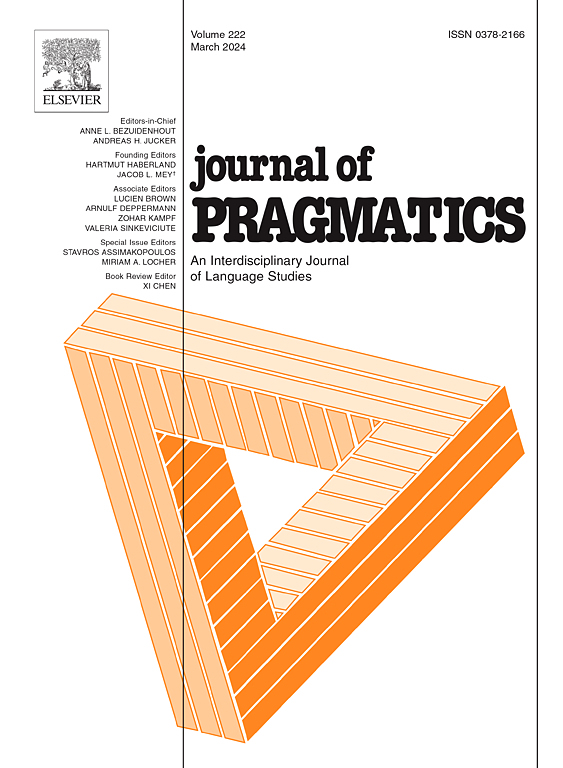 Volume 222
March 2024
ISSN 0378-2166
ELSEVIER
Editors-in-Chief
ANNE L. BEZUIDENHOUT
ANDREAS H. JUCKER
Founding Editors
HARTMUT HABERLAND
JACOB L. MEY†
Associate Editors
LUCIEN BROWN
ARNULF DEPPERMANN
ZOHAR KAMPF
VALERIA SINKEVICIUTE
Special Issue Editors
STAVROS ASSIMAKOPOULOS
MIRIAM A. LOCHER
Book Review Editor
XI CHEN
journal of
PRAGMATICS
An Interdisciplinary Journal
of Language Studies